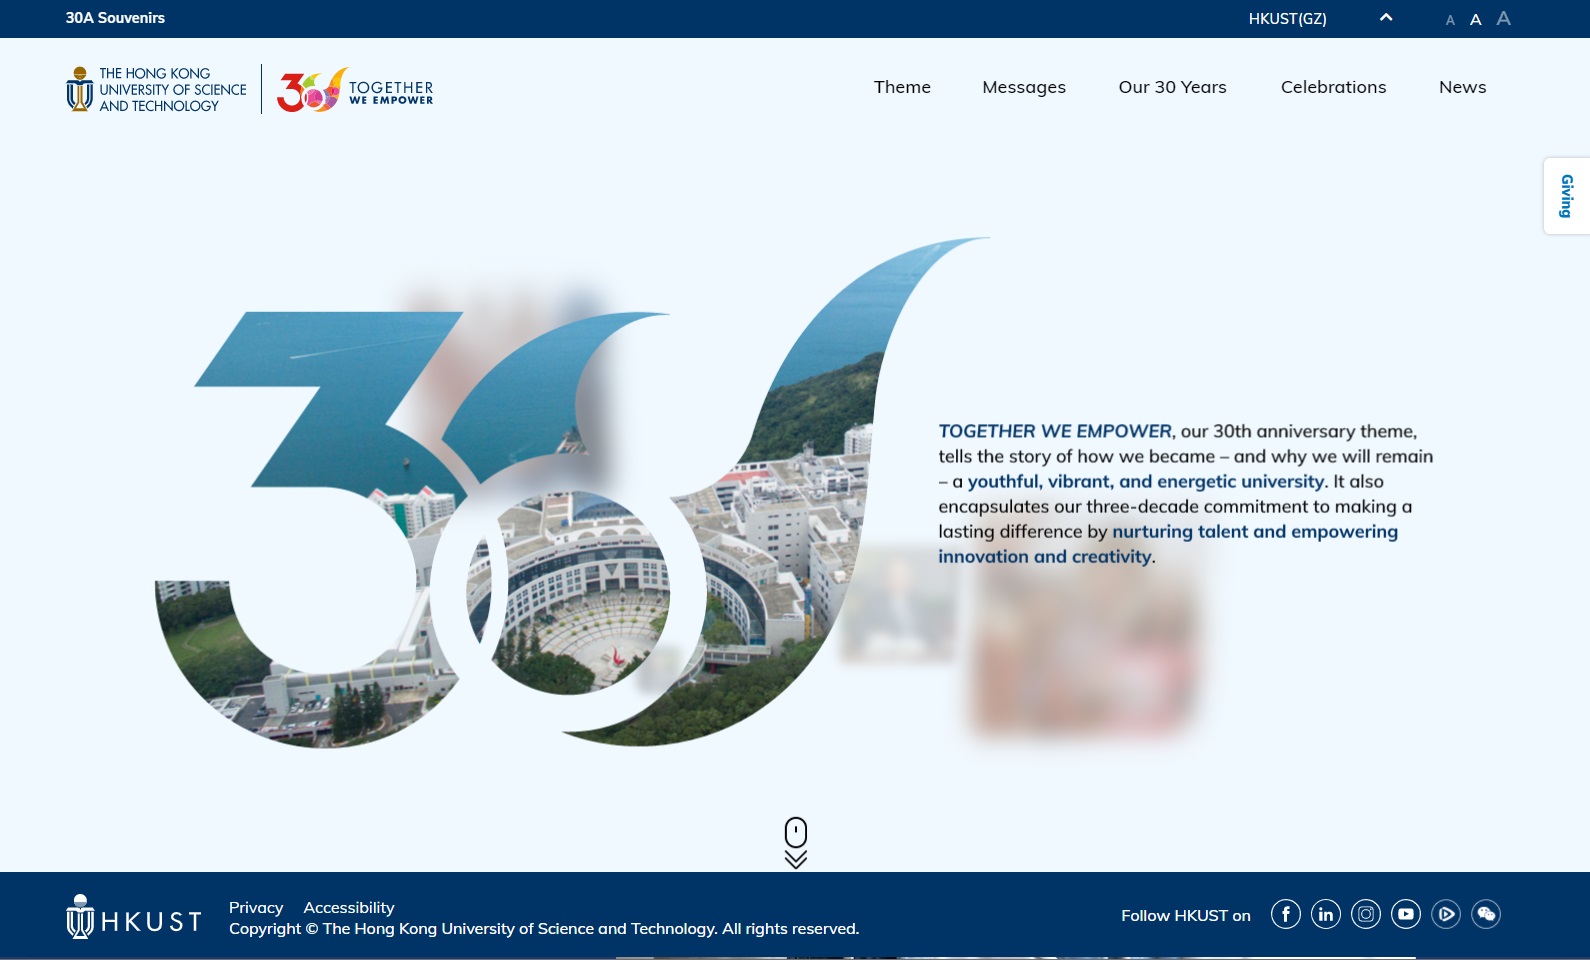 30A Souvenirs
HKUST(GZ)
A A A
THE HONG KONG
UNIVERSITY OF SCIENCE
AND TECHNOLOGY
30
TOGETHER
WE EMPOWER
Theme
Messages
Our 30 Years
Celebrations
News
Giving
30
TOGETHER WE EMPOWER, our 30th anniversary theme,
tells the story of how we became – and why we will remain
– a youthful, vibrant, and energetic university. It also
encapsulates our three-decade commitment to making a
lasting difference by nurturing talent and empowering
innovation and creativity.
HKUST
Privacy Accessibility
Copyright © The Hong Kong University of Science and Technology. All rights reserved.
Follow HKUST on